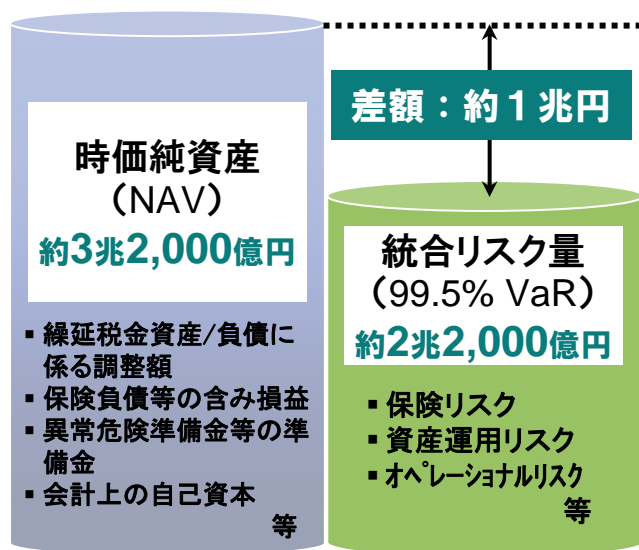 差額：約１兆円
時価純資産
（NAV）
約3兆2,000億円
▪ 繰延税金資産/負債に
係る調整額
▪ 保険負債等の含み損益
▪ 異常危険準備金等の準
備金
▪ 会計上の自己資本
等
統合リスク量
（99.5% VaR）
約2兆2,000億円
▪ 保険リスク
▪ 資産運用リスク
▪ オペレーショナルリスク
等